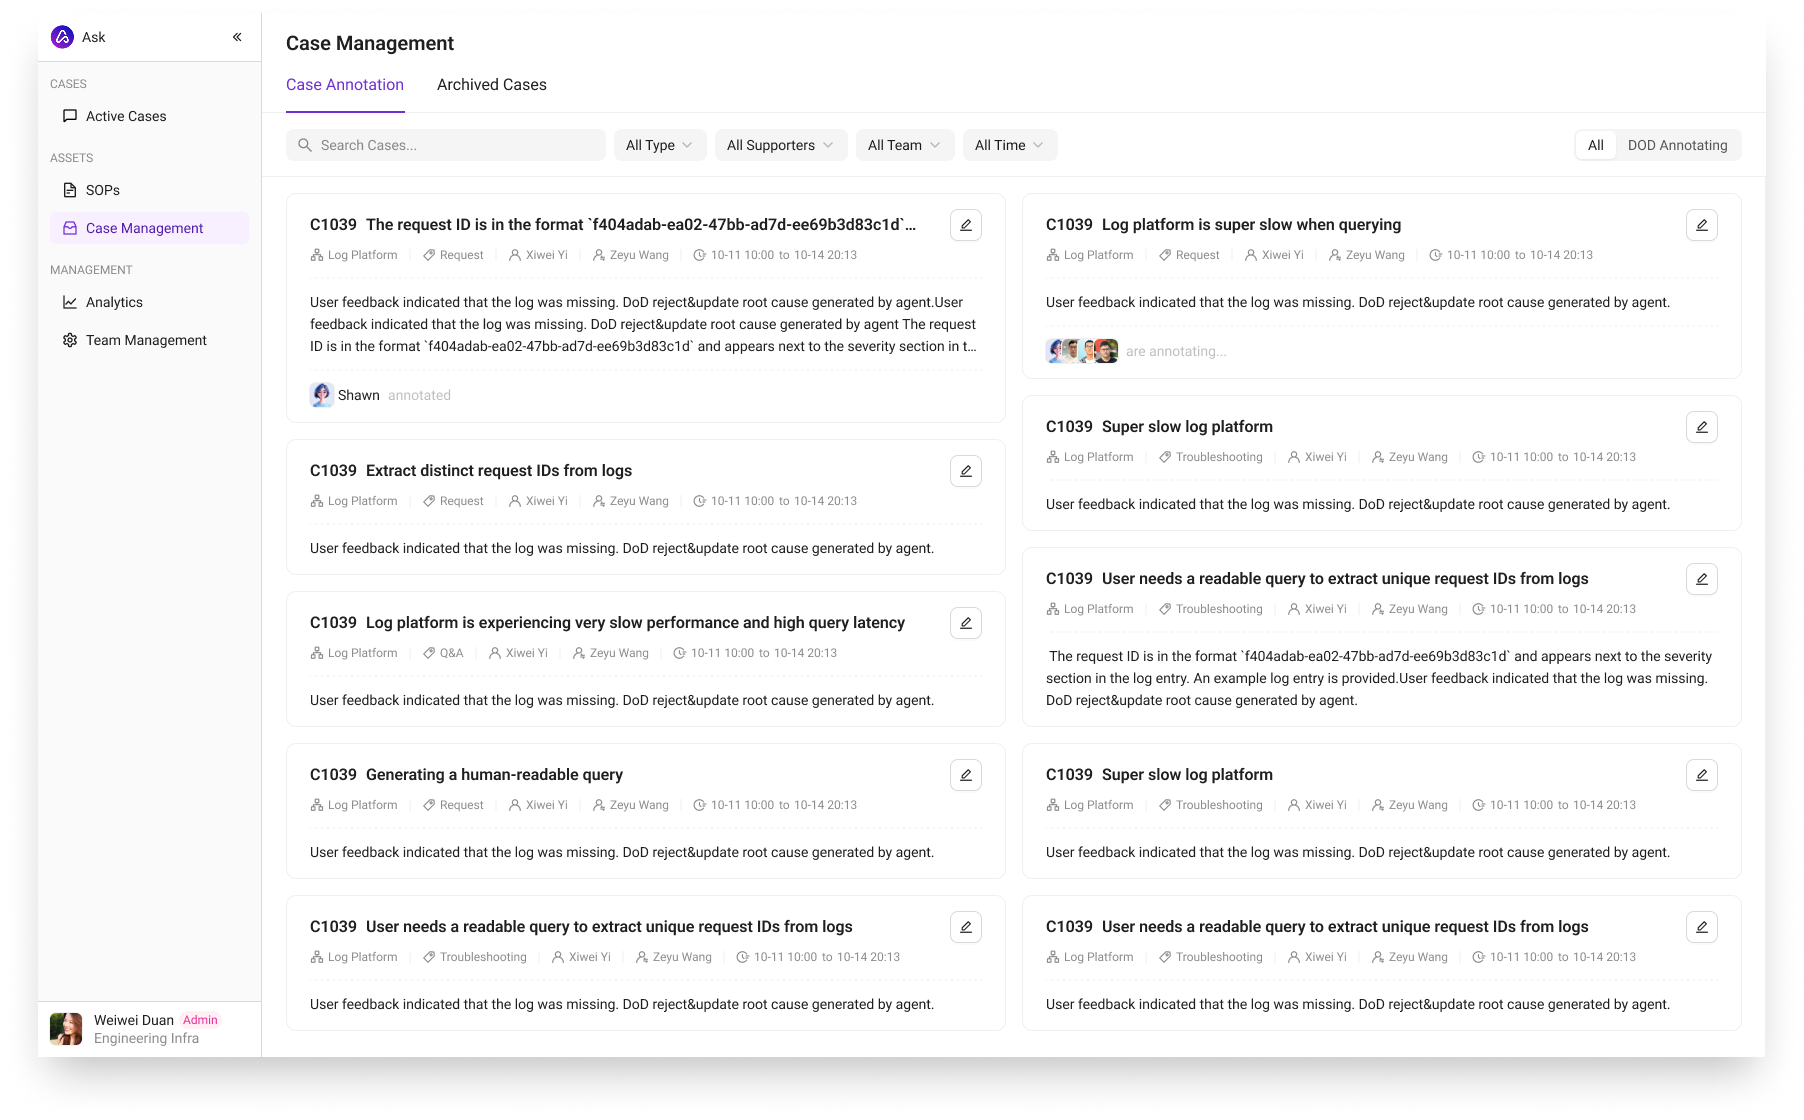 Ask
CASES
Active Cases
ASSETS
SOPs
Case Management
MANAGEMENT
Analytics
Team Management
Weiwei Duan Admin
Engineering Infra
Case Management
Case Annotation Archived Cases
Search Cases... All Type All Supporters All Team All Time All DOD Annotating
C1039 The request ID is in the format `f404adab-ea02-47bb-ad7d-ee69b3d83c1d`...
Log Platform Request Xiwei Yi Zeyu Wang 10-11 10:00 to 10-14 20:13
User feedback indicated that the log was missing. DoD reject&update root cause generated by agent.User
feedback indicated that the log was missing. DoD reject&update root cause generated by agent The request
ID is in the format `f404adab-ea02-47bb-ad7d-ee69b3d83c1d` and appears next to the severity section in t...
Shawn annotated
C1039 Extract distinct request IDs from logs
Log Platform Request Xiwei Yi Zeyu Wang 10-11 10:00 to 10-14 20:13
User feedback indicated that the log was missing. DoD reject&update root cause generated by agent.
C1039 Log platform is experiencing very slow performance and high query latency
Log Platform Q&A Xiwei Yi Zeyu Wang 10-11 10:00 to 10-14 20:13
User feedback indicated that the log was missing. DoD reject&update root cause generated by agent.
C1039 Generating a human-readable query
Log Platform Request Xiwei Yi Zeyu Wang 10-11 10:00 to 10-14 20:13
User feedback indicated that the log was missing. DoD reject&update root cause generated by agent.
C1039 User needs a readable query to extract unique request IDs from logs
Log Platform Troubleshooting Xiwei Yi Zeyu Wang 10-11 10:00 to 10-14 20:13
User feedback indicated that the log was missing. DoD reject&update root cause generated by agent.
C1039 Log platform is super slow when querying
Log Platform Request Xiwei Yi Zeyu Wang 10-11 10:00 to 10-14 20:13
User feedback indicated that the log was missing. DoD reject&update root cause generated by agent.
are annotating...
C1039 Super slow log platform
Log Platform Troubleshooting Xiwei Yi Zeyu Wang 10-11 10:00 to 10-14 20:13
User feedback indicated that the log was missing. DoD reject&update root cause generated by agent.
C1039 User needs a readable query to extract unique request IDs from logs
Log Platform Troubleshooting Xiwei Yi Zeyu Wang 10-11 10:00 to 10-14 20:13
The request ID is in the format `f404adab-ea02-47bb-ad7d-ee69b3d83c1d` and appears next to the severity
section in the log entry. An example log entry is provided.User feedback indicated that the log was missing.
DoD reject&update root cause generated by agent.
C1039 Super slow log platform
Log Platform Troubleshooting Xiwei Yi Zeyu Wang 10-11 10:00 to 10-14 20:13
User feedback indicated that the log was missing. DoD reject&update root cause generated by agent.
C1039 User needs a readable query to extract unique request IDs from logs
Log Platform Troubleshooting Xiwei Yi Zeyu Wang 10-11 10:00 to 10-14 20:13
User feedback indicated that the log was missing. DoD reject&update root cause generated by agent.